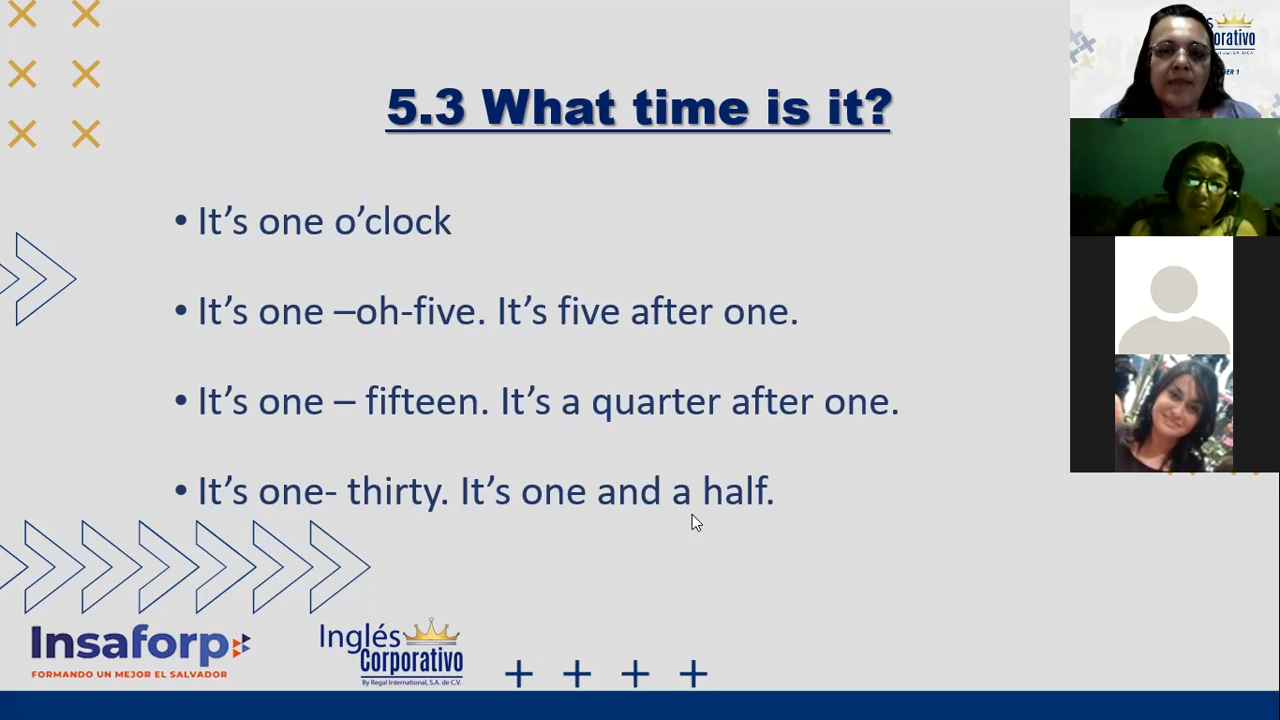 5.3 What time is it?
• It’s one o’clock
• It’s one –oh-five. It’s five after one.
• It’s one – fifteen. It’s a quarter after one.
• It’s one- thirty. It’s one and a half.
Insaforp
FORMANDO UN MEJOR EL SALVADOR
Inglés
Corporativo
By Regal International, S.A. de C.V.